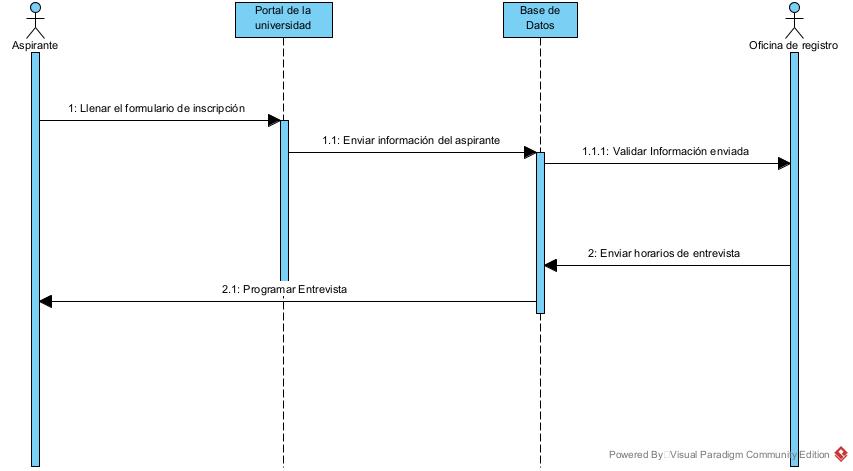 Portal de la
universidad
Base de
Datos
Aspirante
Oficina de registro
1: Llenar el formulario de inscripción
1.1: Enviar información del aspirante
1.1.1: Validar Información enviada
2: Enviar horarios de entrevista
2.1: Programar Entrevista
Powered By Visual Paradigm Community Edition